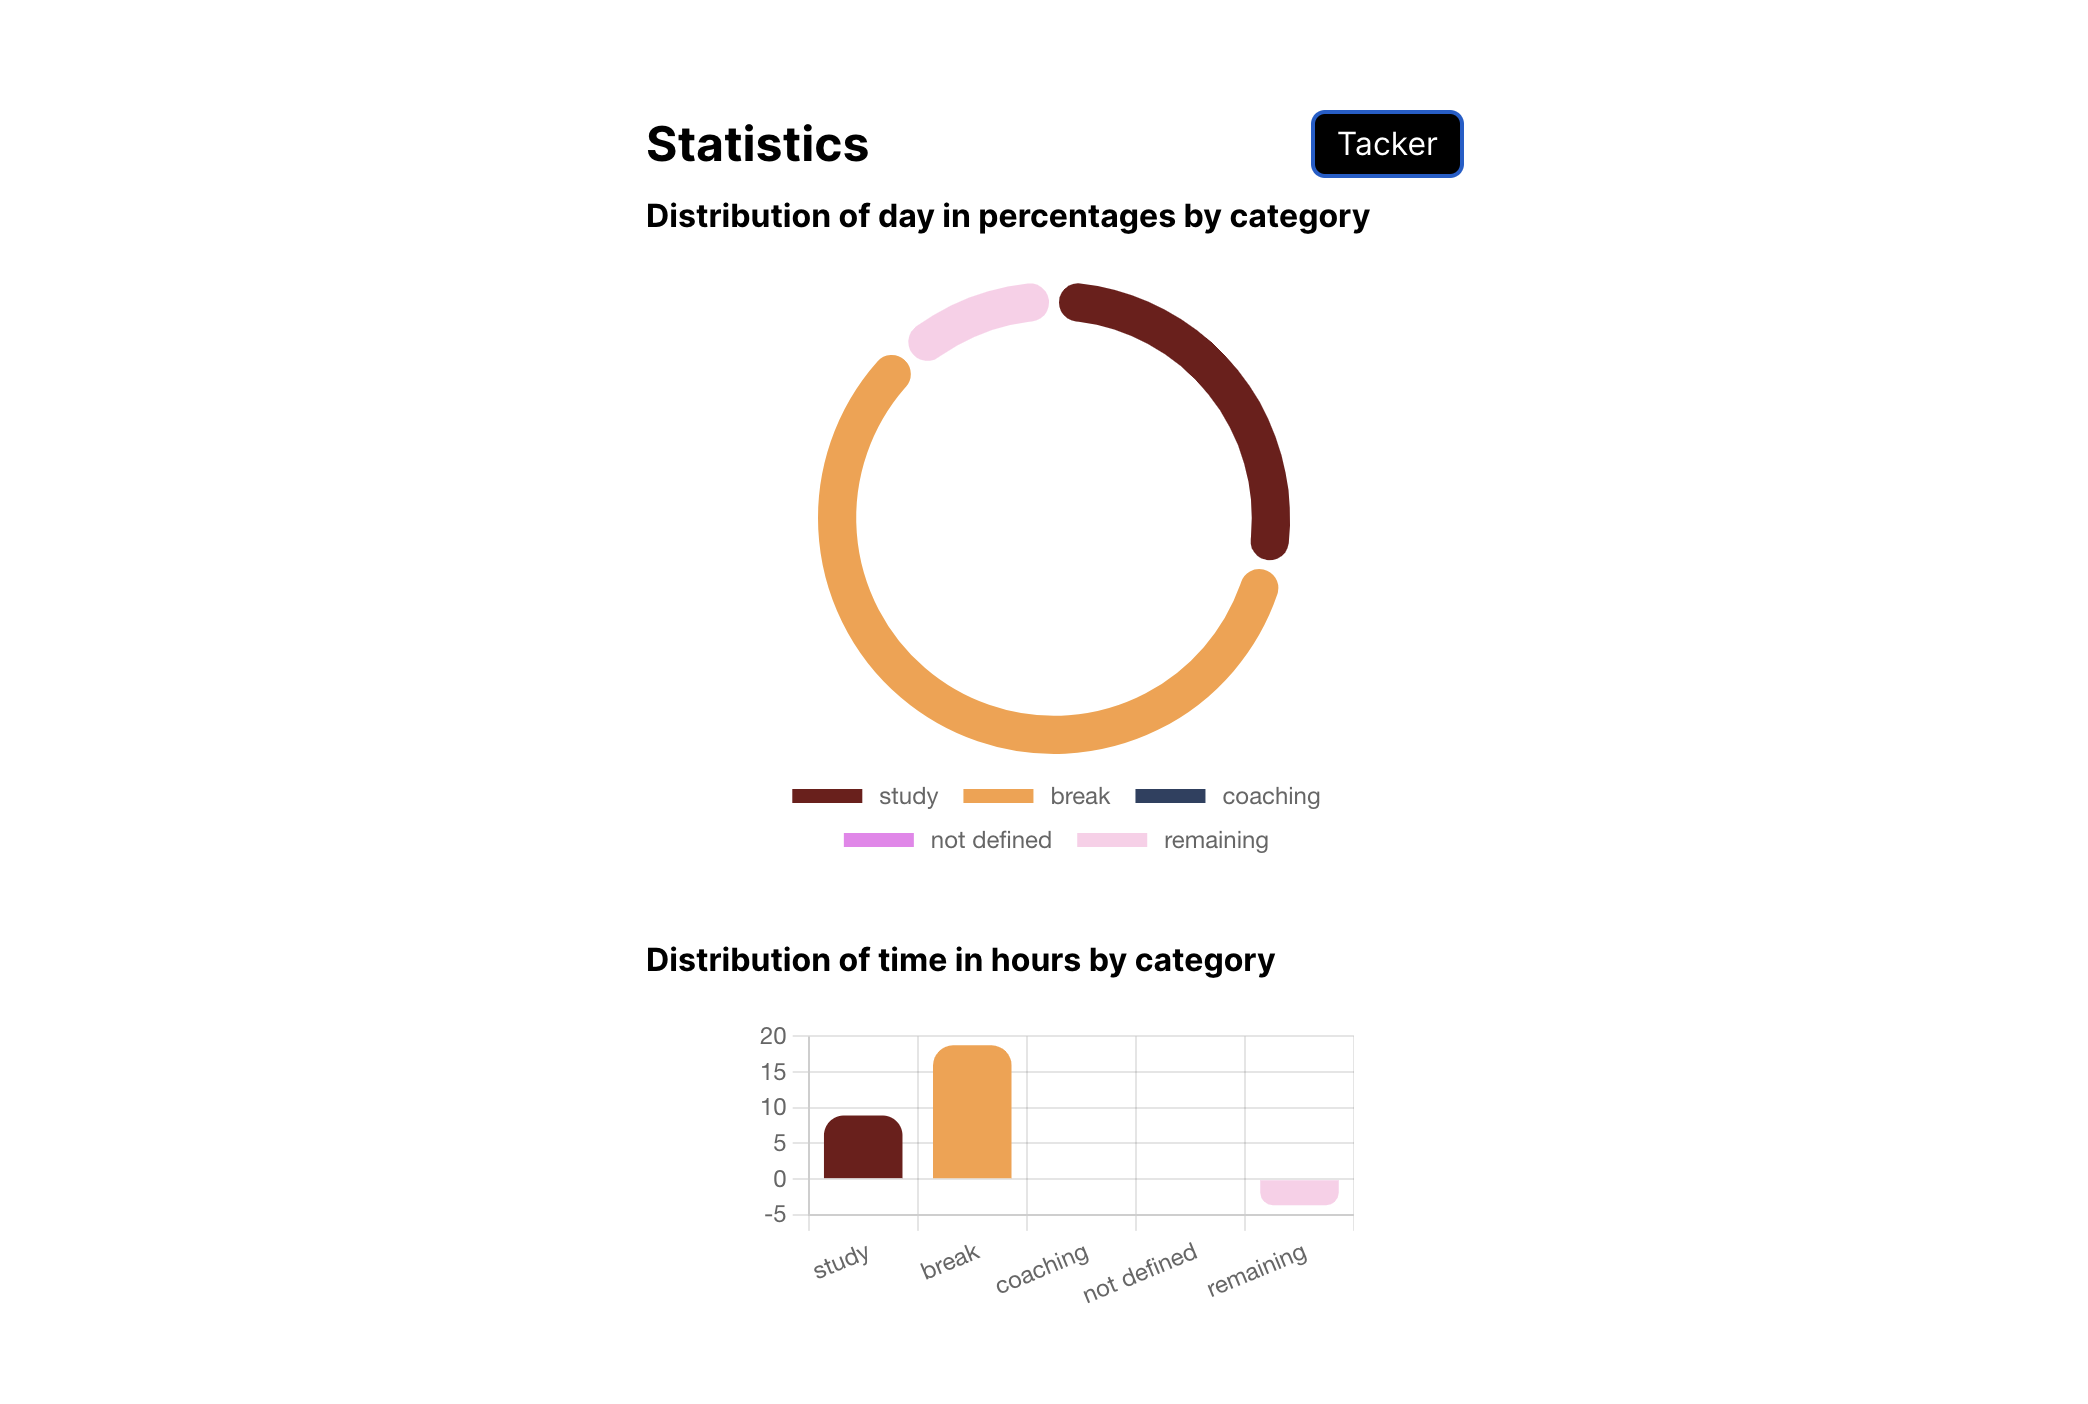 Statistics
Tacker
Distribution of day in percentages by category
study break coaching
not defined remaining
Distribution of time in hours by category
20
15
10
5
0
-5
study break coaching not defined remaining